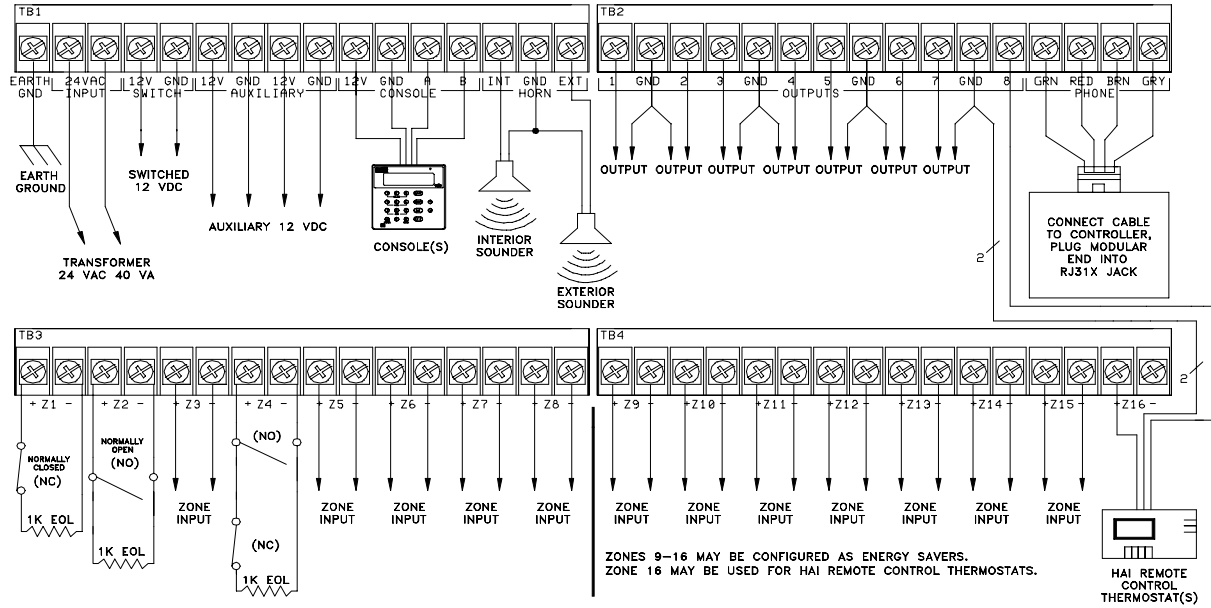 TB1
TB2
EARTH GND
24VAC
INPUT
12V GND
SWITCH
12V GND 12V GND
AUXILIARY
12V GND A B
CONSOLE
INT GND EXT
HORN
1 GND 2 3 GND 4 5 GND 6 7 GND 8
OUTPUTS
GRN RED BRN GRY
PHONE
EARTH
GROUND
SWITCHED
12 VDC
AUXILIARY 12 VDC
TRANSFORMER
24 VAC 40 VA
CONSOLE(S)
INTERIOR
SOUNDER
EXTERIOR
SOUNDER
OUTPUT OUTPUT OUTPUT OUTPUT OUTPUT OUTPUT OUTPUT
CONNECT CABLE
TO CONTROLLER,
PLUG MODULAR
END INTO
RJ31X JACK
2
TB3
TB4
2
+ Z1 -
+ Z2 -
+ Z3 -
+ Z4 -
+ Z5 -
+ Z6 -
+ Z7 -
+ Z8 -
+ Z9 -
+Z10 -
+Z11 -
+Z12 -
+Z13 -
+Z14 -
+Z15 -
+Z16-
NORMALLY
CLOSED
(NC)
1K EOL
NORMALLY
OPEN
(NO)
1K EOL
ZONE
INPUT
(NO)
(NC)
1K EOL
ZONE
INPUT
ZONE
INPUT
ZONE
INPUT
ZONE
INPUT
ZONE
INPUT
ZONE
INPUT
ZONE
INPUT
ZONE
INPUT
ZONE
INPUT
ZONE
INPUT
ZONE
INPUT
ZONES 9-16 MAY BE CONFIGURED AS ENERGY SAVERS.
ZONE 16 MAY BE USED FOR HAI REMOTE CONTROL THERMOSTATS.
HAI REMOTE
CONTROL
THERMOSTAT(S)